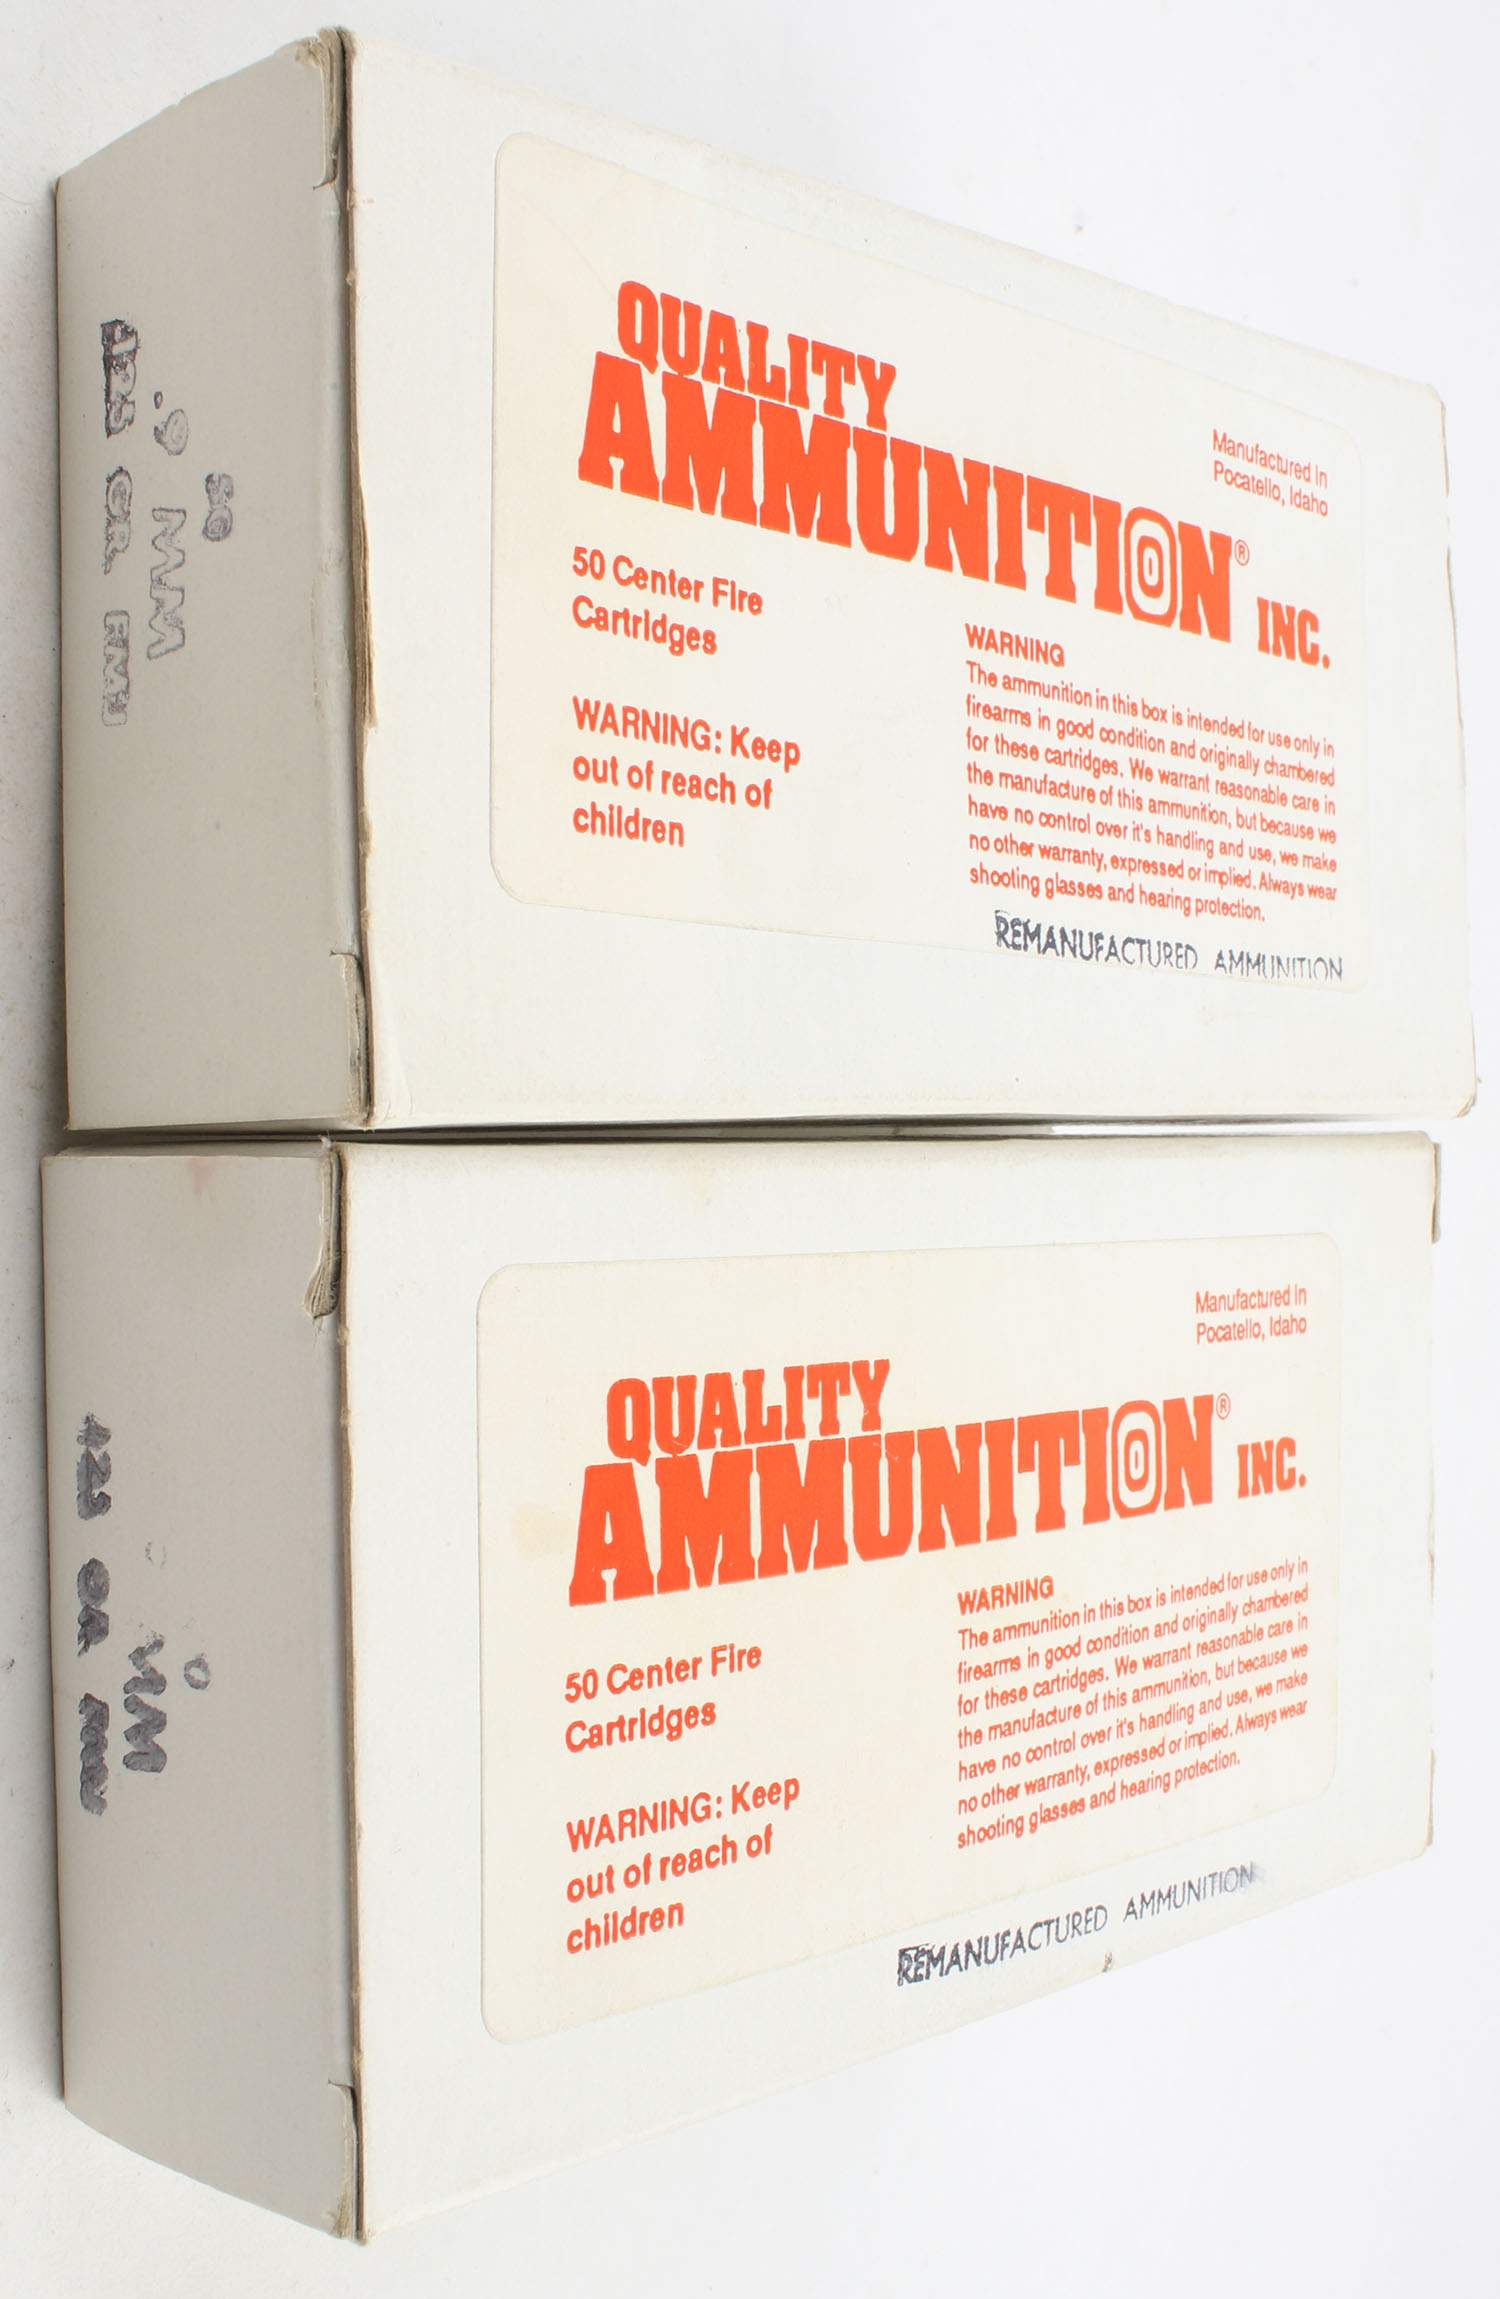 50
.9 MM
125 GR RMJ
QUALITY
AMMUNITION® INC.
Manufactured In
Pocatello, Idaho
50 Center Fire
Cartridges
WARNING: Keep
out of reach of
children
WARNING
The ammunition in this box is intended for use only in
firearms in good condition and originally chambered
for these cartridges. We warrant reasonable care in
the manufacture of this ammunition, but because we
have no control over it's handling and use, we make
no other warranty, expressed or implied. Always wear
shooting glasses and hearing protection.
REMANUFACTURED AMMUNITION
MM
QUALITY
AMMUNITION® INC.
Manufactured In
Pocatello, Idaho
50 Center Fire
Cartridges
WARNING: Keep
out of reach of
children
WARNING
The ammunition in this box is intended for use only in
firearms in good condition and originally chambered
for these cartridges. We warrant reasonable care in
the manufacture of this ammunition, but because we
have no control over it's handling and use, we make
no other warranty, expressed or implied. Always wear
shooting glasses and hearing protection.
REMANUFACTURED AMMUNITION